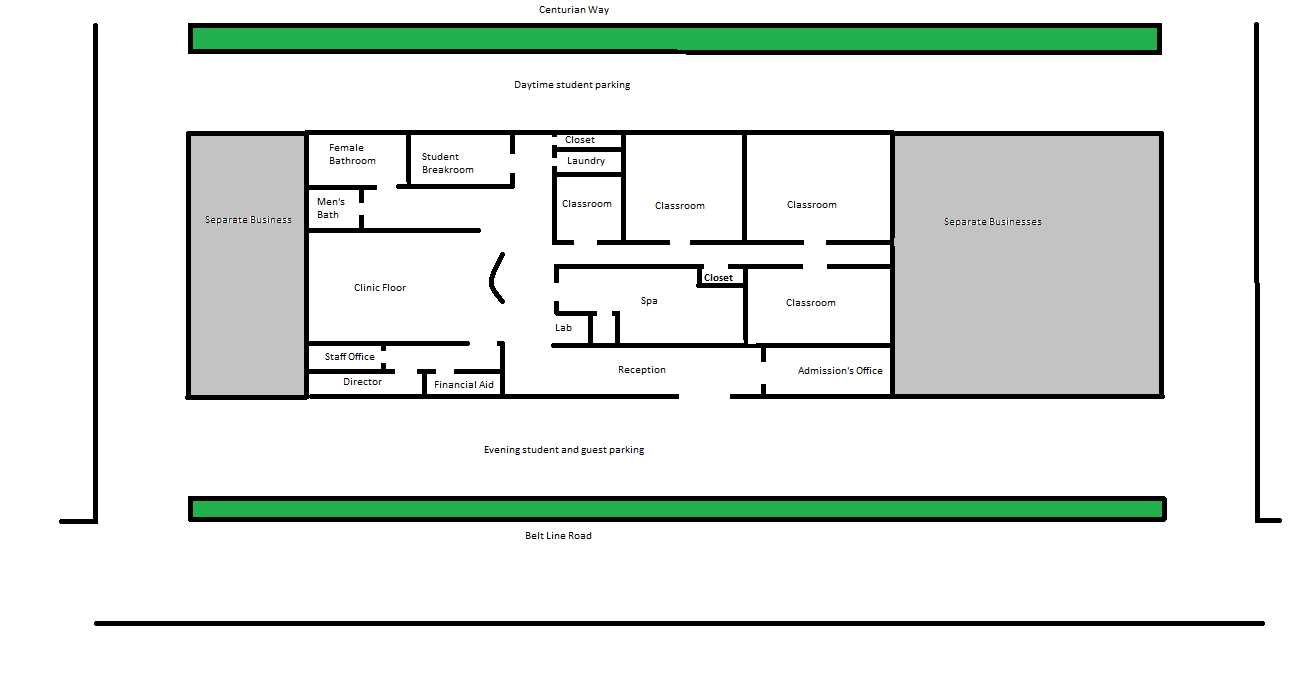 Centurian Way
Daytime student parking
Female
Bathroom
Student
Breakroom
Closet
Laundry
Men's
Bath
Classroom
Classroom
Classroom
Separate Business
Separate Businesses
Clinic Floor
Closet
Spa
Classroom
Lab
Staff Office
Director
Financial Aid
Reception
Admission's Office
Evening student and guest parking
Belt Line Road